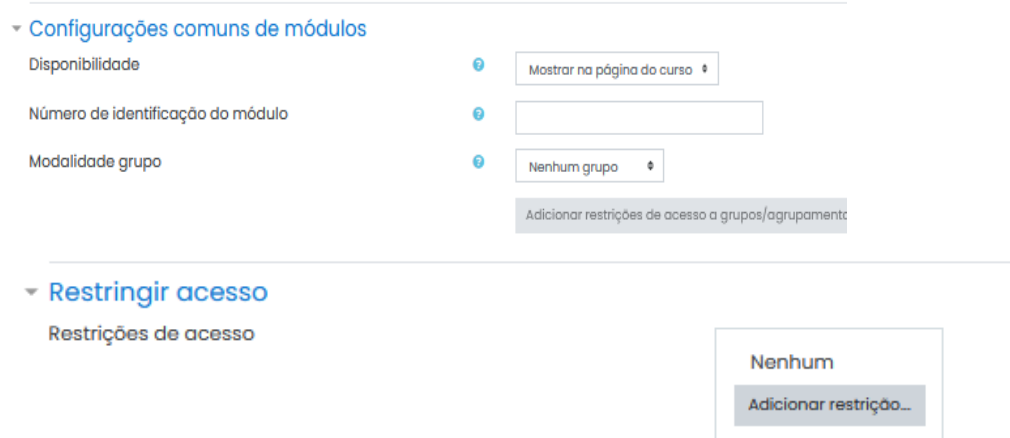 Configurações comuns de módulos
Disponibilidade
Mostrar na página do curso
Número de identificação do módulo
Modalidade grupo
Nenhum grupo
Adicionar restrições de acesso a grupos/agrupamento
Restringir acesso
Restrições de acesso
Nenhum
Adicionar restrição...